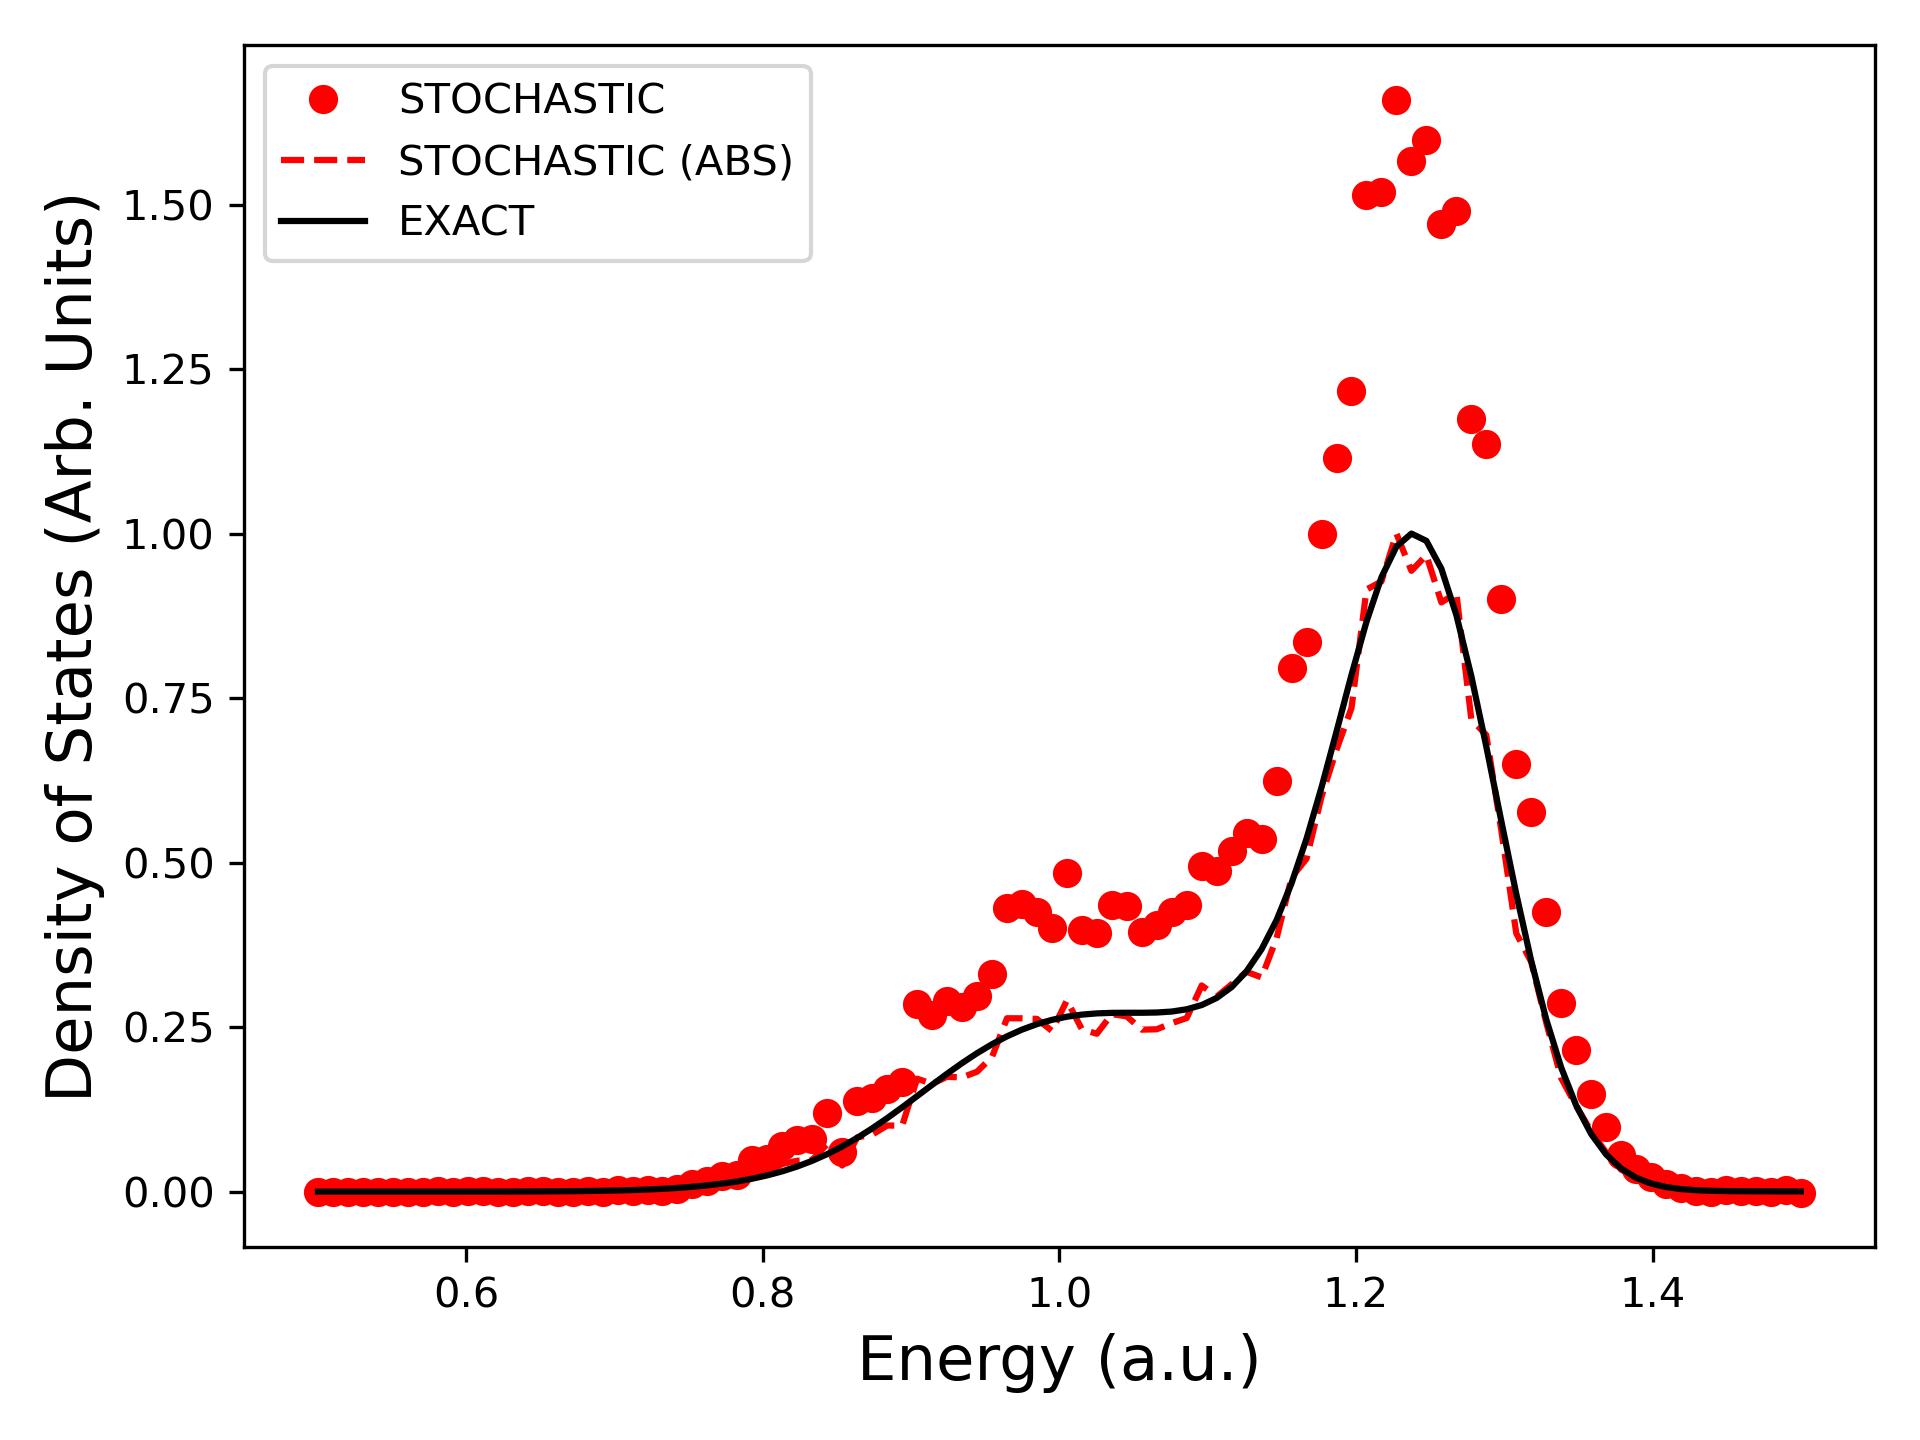 STOCHASTIC
STOCHASTIC (ABS)
EXACT
Density of States (Arb. Units)
1.50
1.25
1.00
0.75
0.50
0.25
0.00
0.6 0.8 1.0 1.2 1.4
Energy (a.u.)